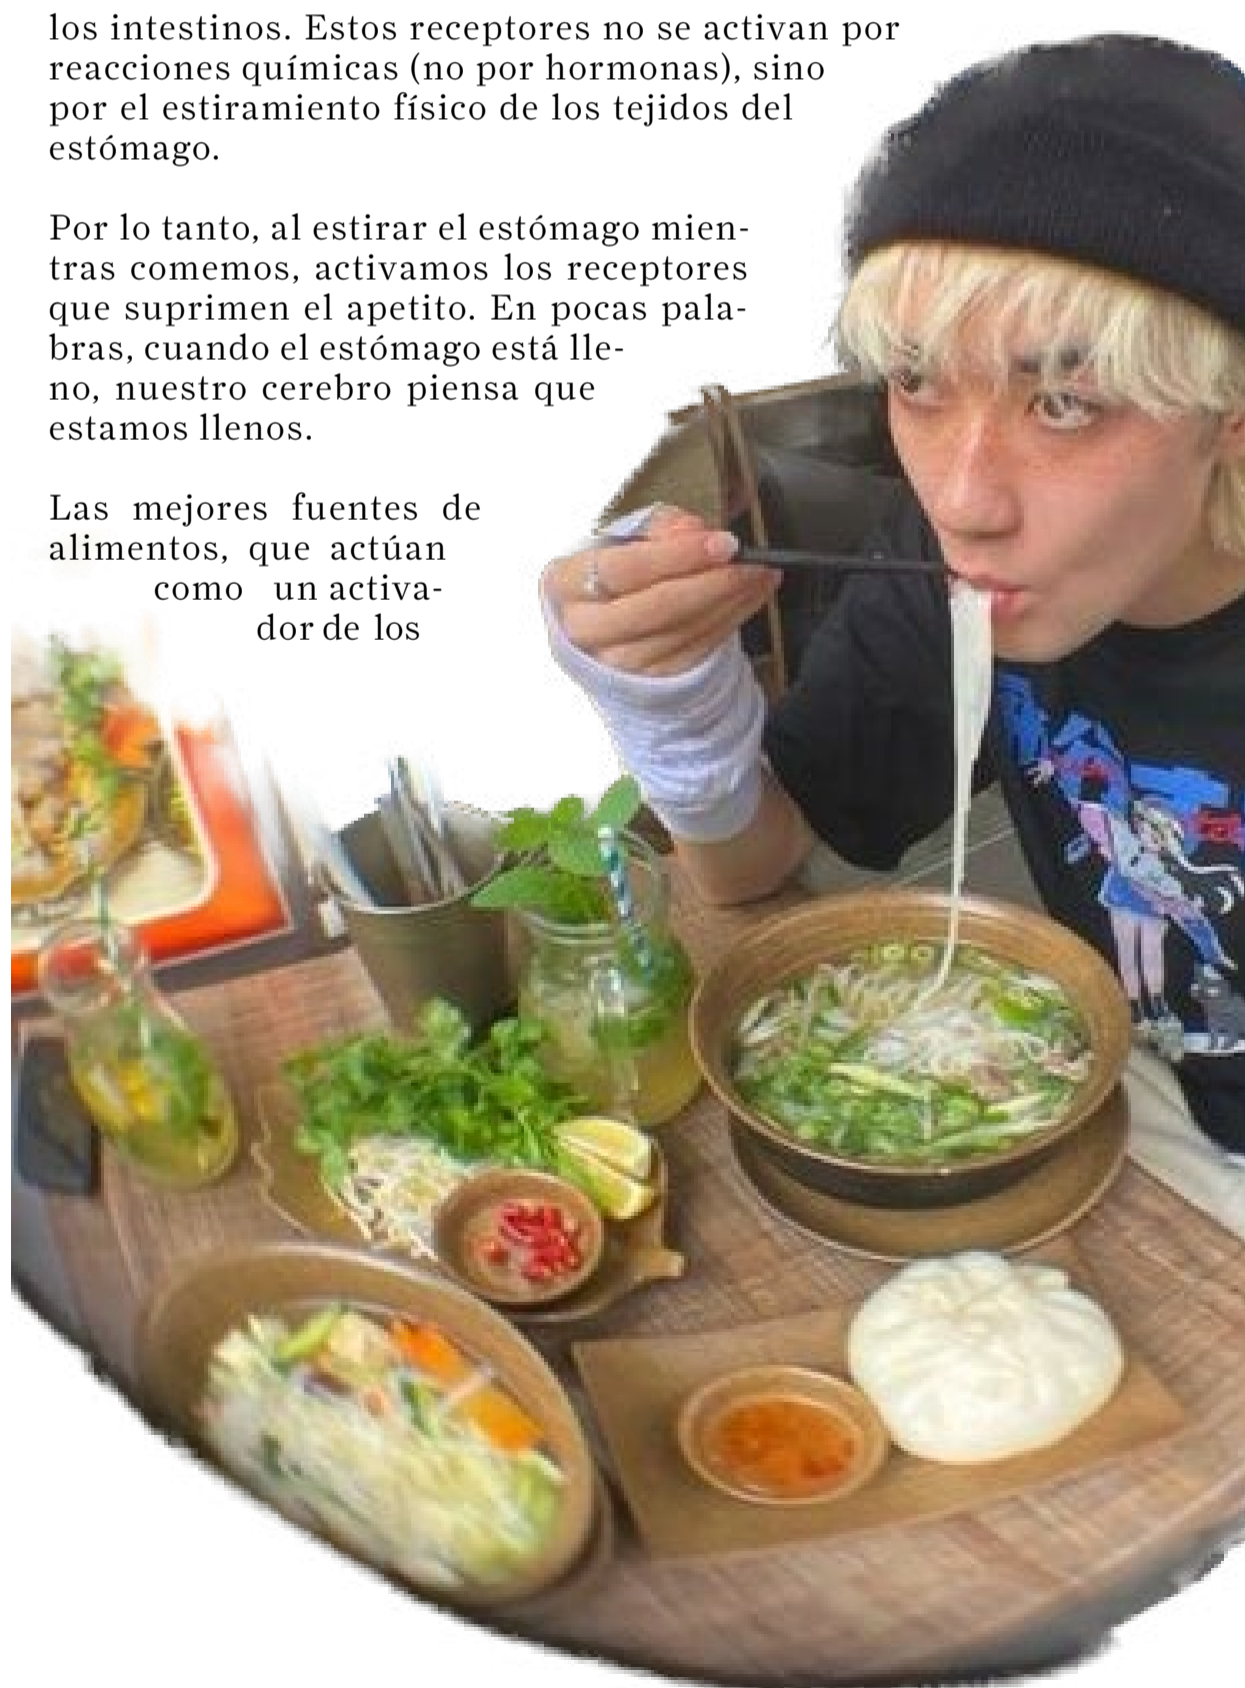 los intestinos. Estos receptores no se activan por
reacciones químicas (no por hormonas), sino
por el estiramiento físico de los tejidos del
estómago.
Por lo tanto, al estirar el estómago mien-
tras comemos, activamos los receptores
que suprimen el apetito. En pocas pala-
bras, cuando el estómago está lle-
no, nuestro cerebro piensa que
estamos llenos.
Las mejores fuentes de
alimentos, que actúan
como un activa-
dor de los